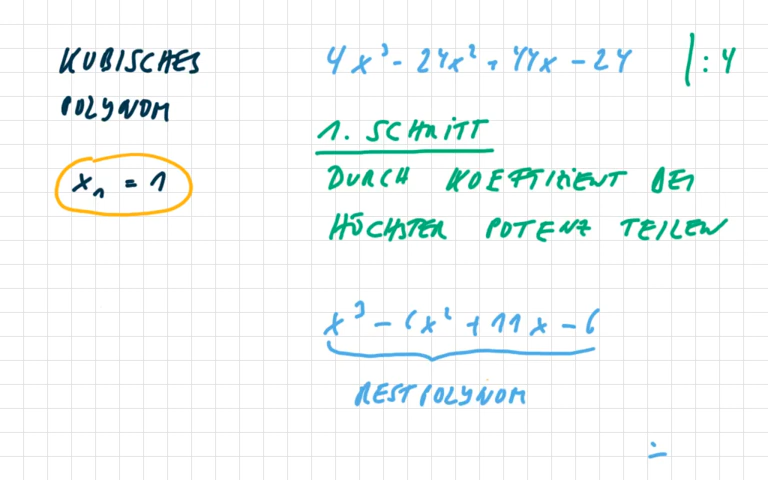 KUBISCHES
POLYNOM
x₁ = 1
4x³ - 24x² + 44x - 24 | : 4
1. SCHRITT
DURCH KOEFFIZIENT BEI
HÖCHSTER POTENZ TEILEN
x³ - 6x² + 11x - 6
RESTPOLYNOM